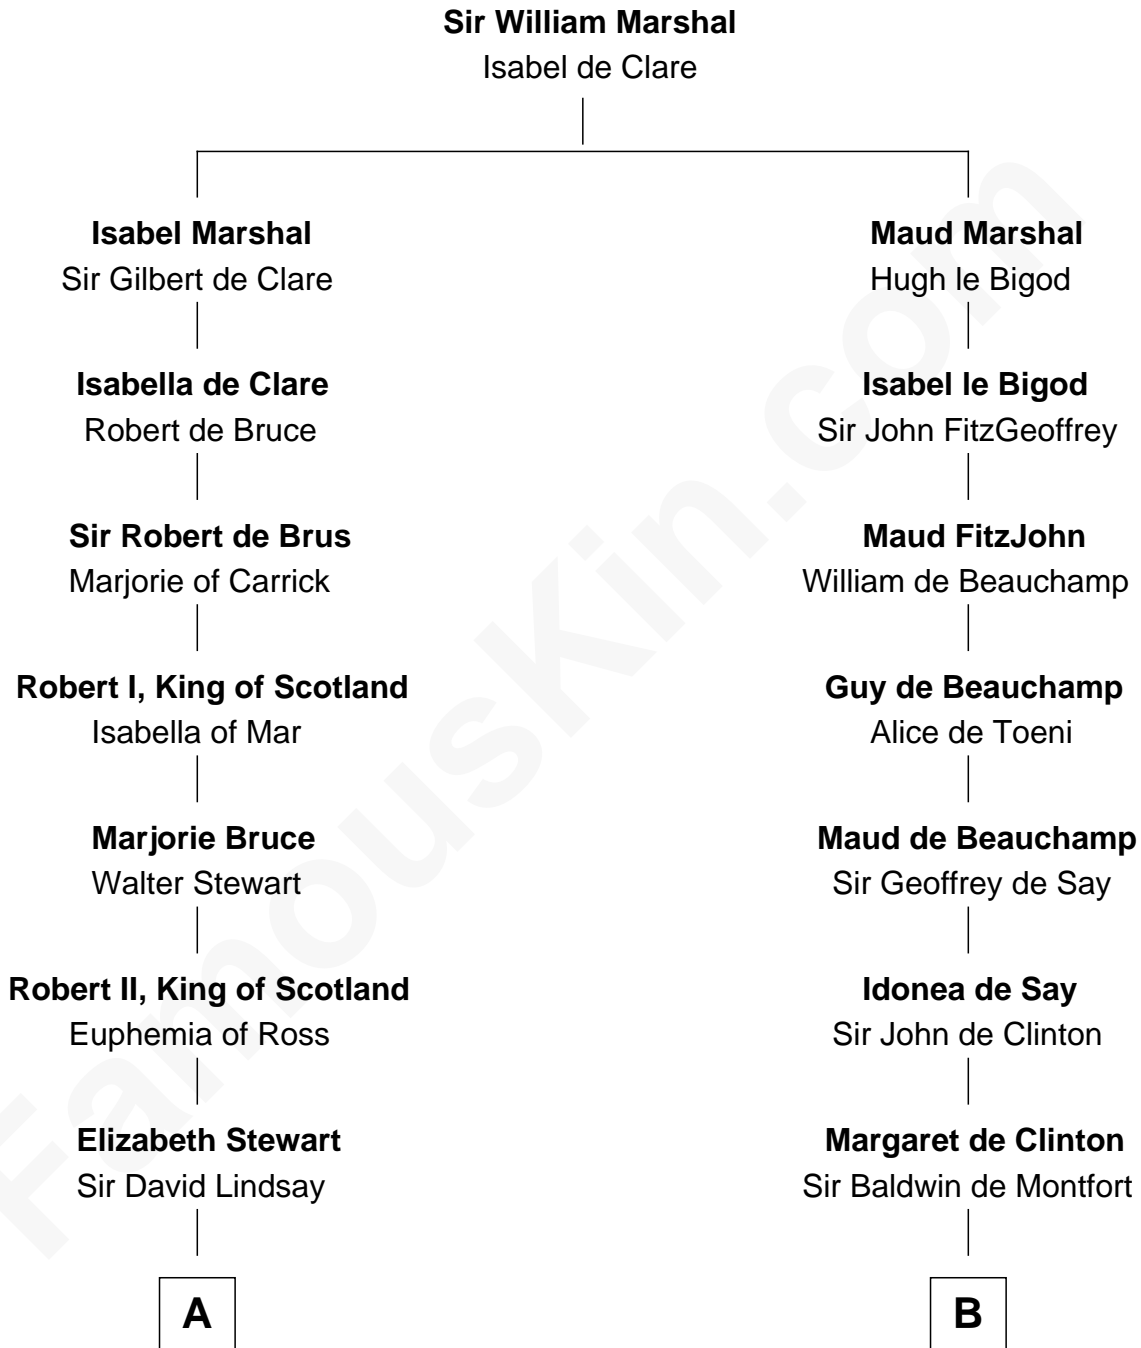 Sir William Marshal
Isabel de Clare
Isabel Marshal
Sir Gilbert de Clare
Isabella de Clare
Robert de Bruce
Sir Robert de Brus
Marjorie of Carrick
Robert I, King of Scotland
Isabella of Mar
Marjorie Bruce
Walter Stewart
Robert II, King of Scotland
Euphemia of Ross
Elizabeth Stewart
Sir David Lindsay
A
Maud Marshal
Hugh le Bigod
Isabel le Bigod
Sir John FitzGeoffrey
Maud FitzJohn
William de Beauchamp
Guy de Beauchamp
Alice de Toeni
Maud de Beauchamp
Sir Geoffrey de Say
Idonea de Say
Sir John de Clinton
Margaret de Clinton
Sir Baldwin de Montfort
B
FamousKin.com